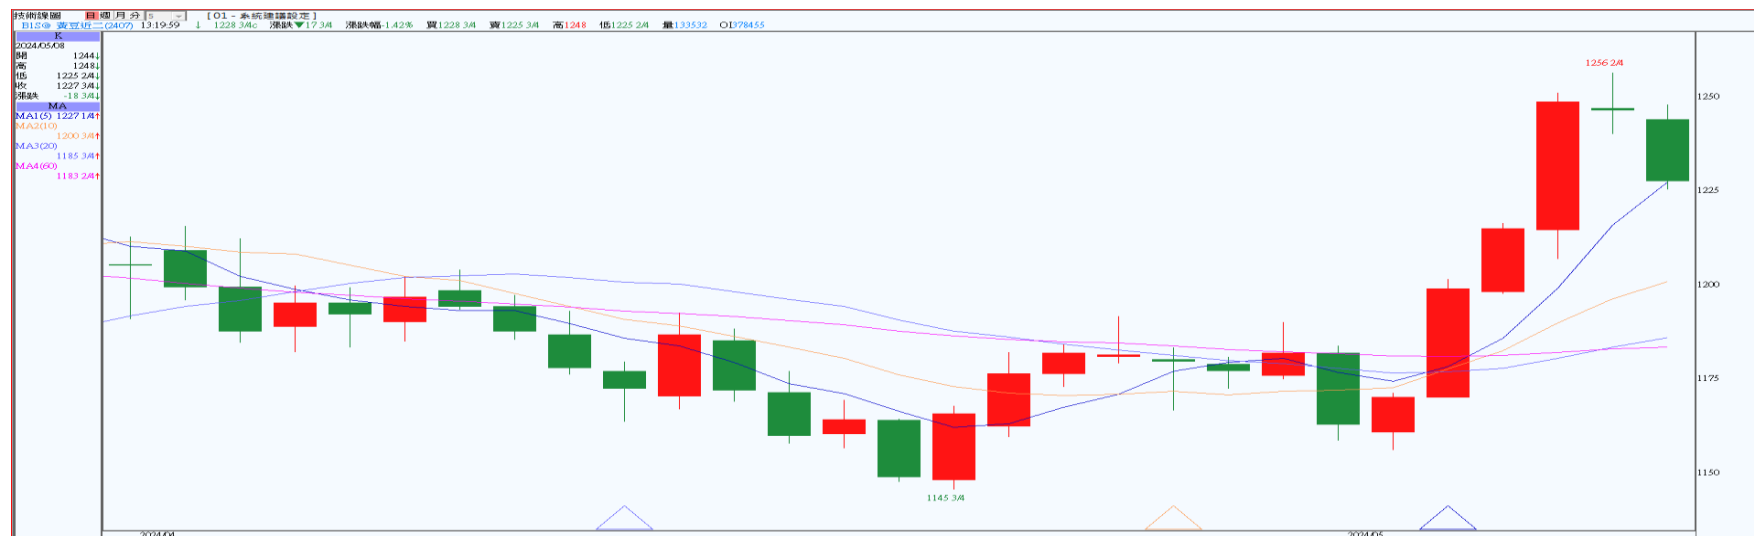 技術線圖 日 週 月 分 5 [ 01 - 系統建議設定 ]
B1S@ 黃豆近二(2407) 13:19:59 ↓ 1228 3/4c 漲跌▼17 3/4 漲跌幅-1.42% 買1228 3/4 賣1225 3/4 高1248 低1225 2/4 量133532 OI378455
K
2024/05/08
開 1244↓
高 1248↓
低 1225 2/4↓
收 1227 3/4↓
漲跌 -18 3/4↓
MA
MA1(5) 1227 1/4↑
MA2(10)
1200 3/4↑
MA3(20)
1185 3/4↑
MA4(60)
1183 2/4↑
1256 2/4
1250
1225
1200
1175
1150
1145 3/4
2024/04 2024/05